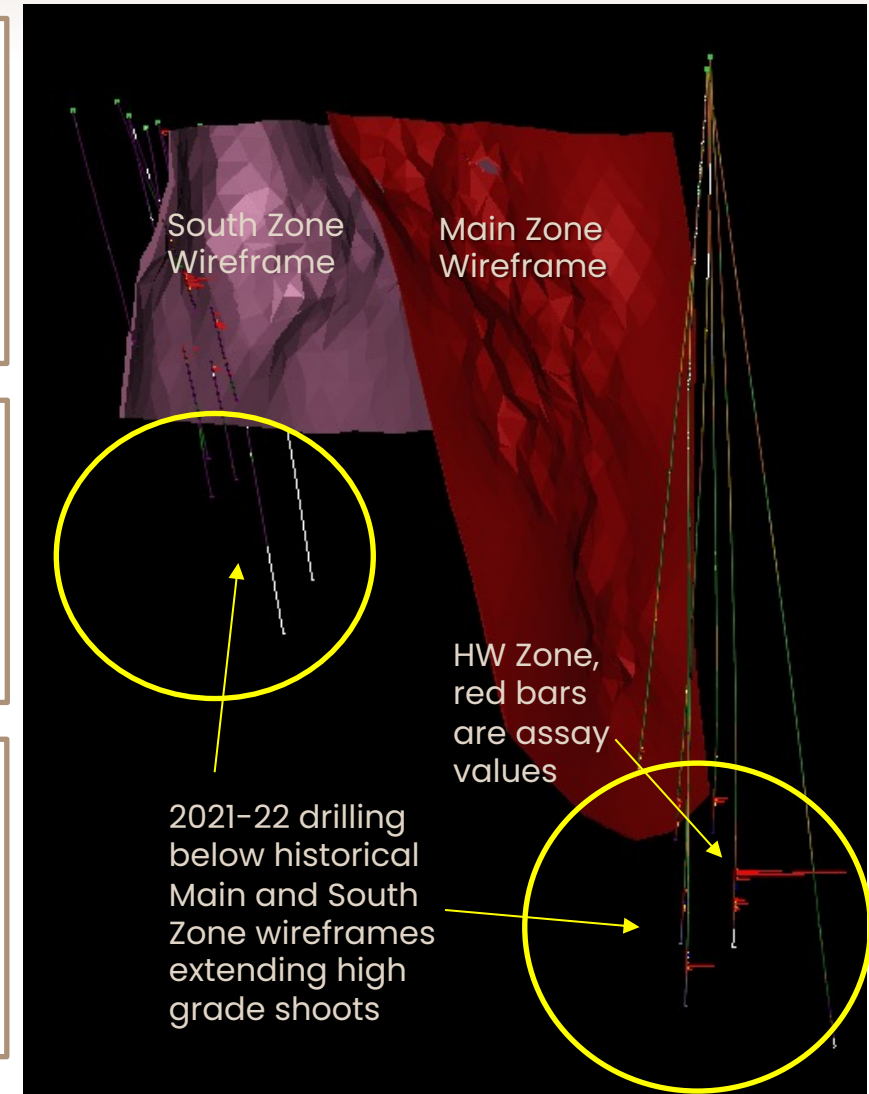 South Zone
Wireframe
Main Zone
Wireframe
HW Zone,
red bars
are assay
values
2021-22 drilling
below historical
Main and South
Zone wireframes
extending high
grade shoots